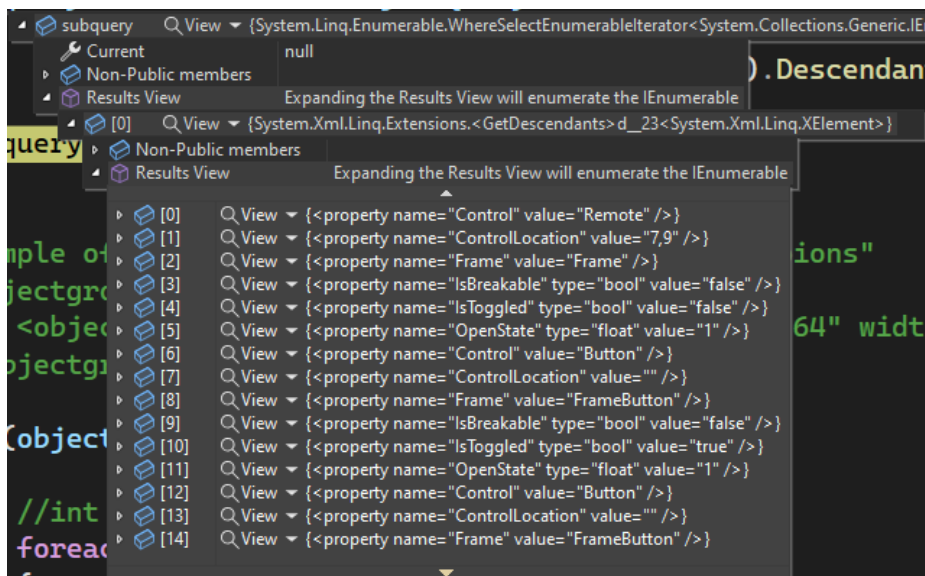 subquery View {System.Linq.Enumerable.WhereSelectEnumerableIterator<System.Collections.Generic.IE
Current null
Non-Public members
).Descendan
Results View Expanding the Results View will enumerate the IEnumerable
[0] View {System.Xml.Linq.Extensions.<GetDescendants>d__23<System.Xml.Linq.XElement>}
query
Non-Public members
Results View Expanding the Results View will enumerate the IEnumerable
[0] View {<property name="Control" value="Remote" />}
[1] View {<property name="ControlLocation" value="7,9" />}
mple of ions"
[2] View {<property name="Frame" value="Frame" />}
[3] View {<property name="IsBreakable" type="bool" value="false" />}
jectgro
[4] View {<property name="IsToggled" type="bool" value="false" />}
<objec 64" widt
[5] View {<property name="OpenState" type="float" value="1" />}
[6] View {<property name="Control" value="Button" />}
bjectgr
[7] View {<property name="ControlLocation" value="" />}
[8] View {<property name="Frame" value="FrameButton" />}
[9] View {<property name="IsBreakable" type="bool" value="false" />}
(object
[10] View {<property name="IsToggled" type="bool" value="true" />}
[11] View {<property name="OpenState" type="float" value="1" />}
[12] View {<property name="Control" value="Button" />}
//int
[13] View {<property name="ControlLocation" value="" />}
[14] View {<property name="Frame" value="FrameButton" />}
foreac